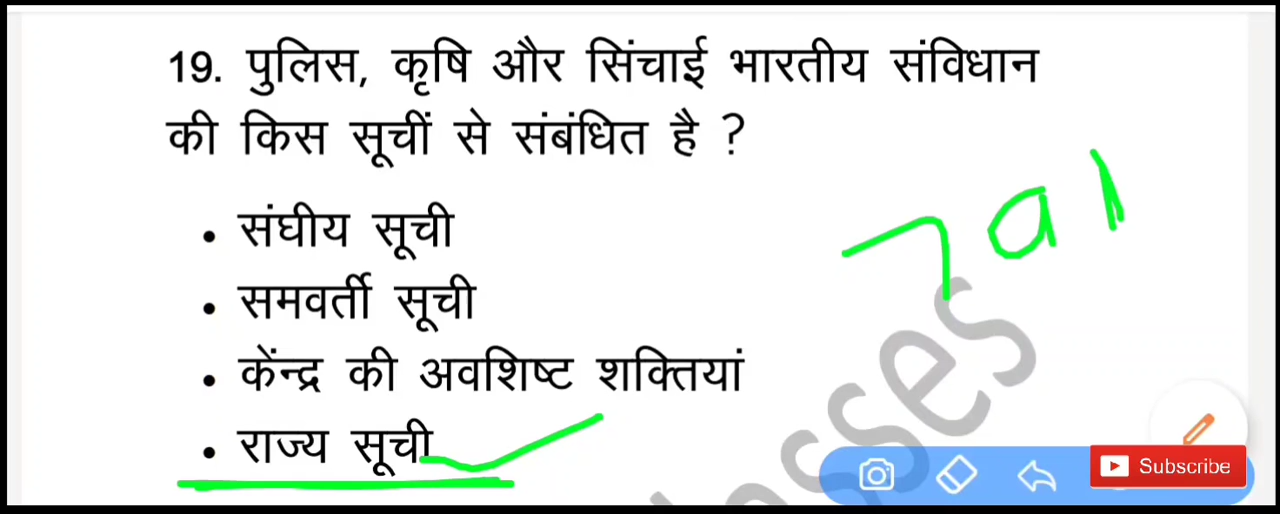 19. पुलिस, कृषि और सिंचाई भारतीय संविधान
की किस सूचीं से संबंधित है ?
• संघीय सूची
• समवर्ती सूची
• केंन्द्र की अवशिष्ट शक्तियां
• राज्य सूची
Subscribe